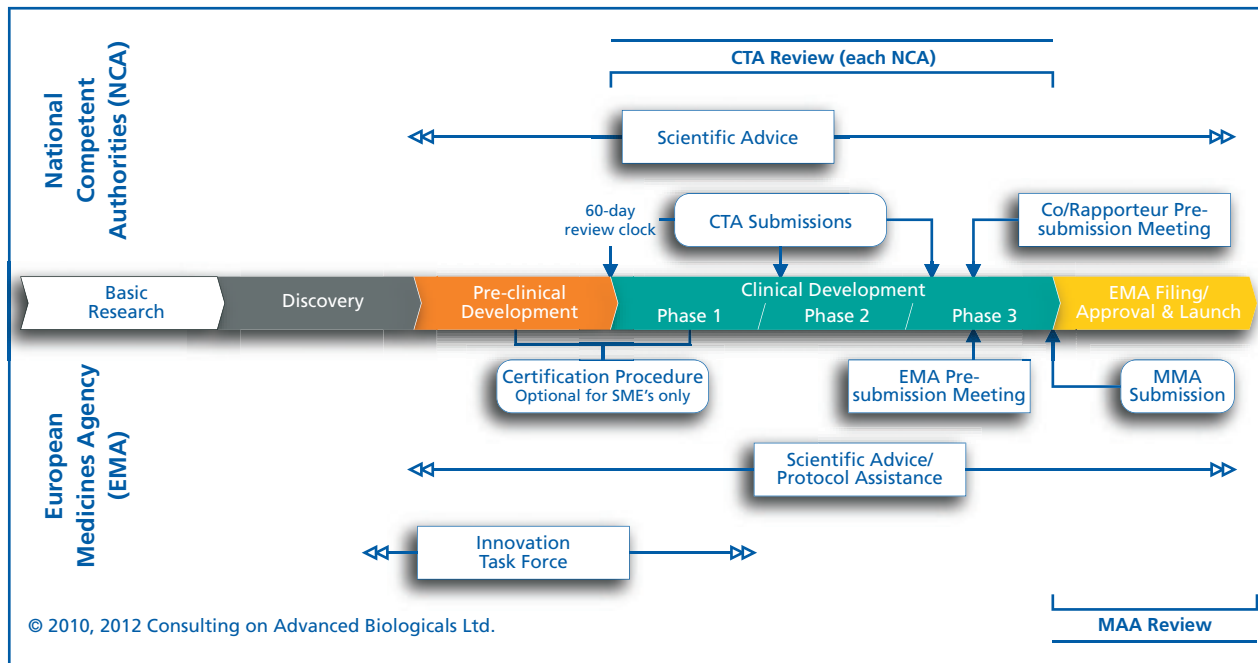 CTA Review (each NCA)
National
Competent
Authorities (NCA)
Scientific Advice
60-day
review clock
CTA Submissions
Co/Rapporteur Pre-
submission Meeting
Basic
Research
Discovery
Pre-clinical
Development
Clinical Development
Phase 1
Phase 2
Phase 3
EMA Filing/
Approval & Launch
Certification Procedure
Optional for SME's only
EMA Pre-
submission Meeting
MMA
Submission
European
Medicines Agency
(EMA)
Scientific Advice/
Protocol Assistance
Innovation
Task Force
© 2010, 2012 Consulting on Advanced Biologicals Ltd.
MAA Review